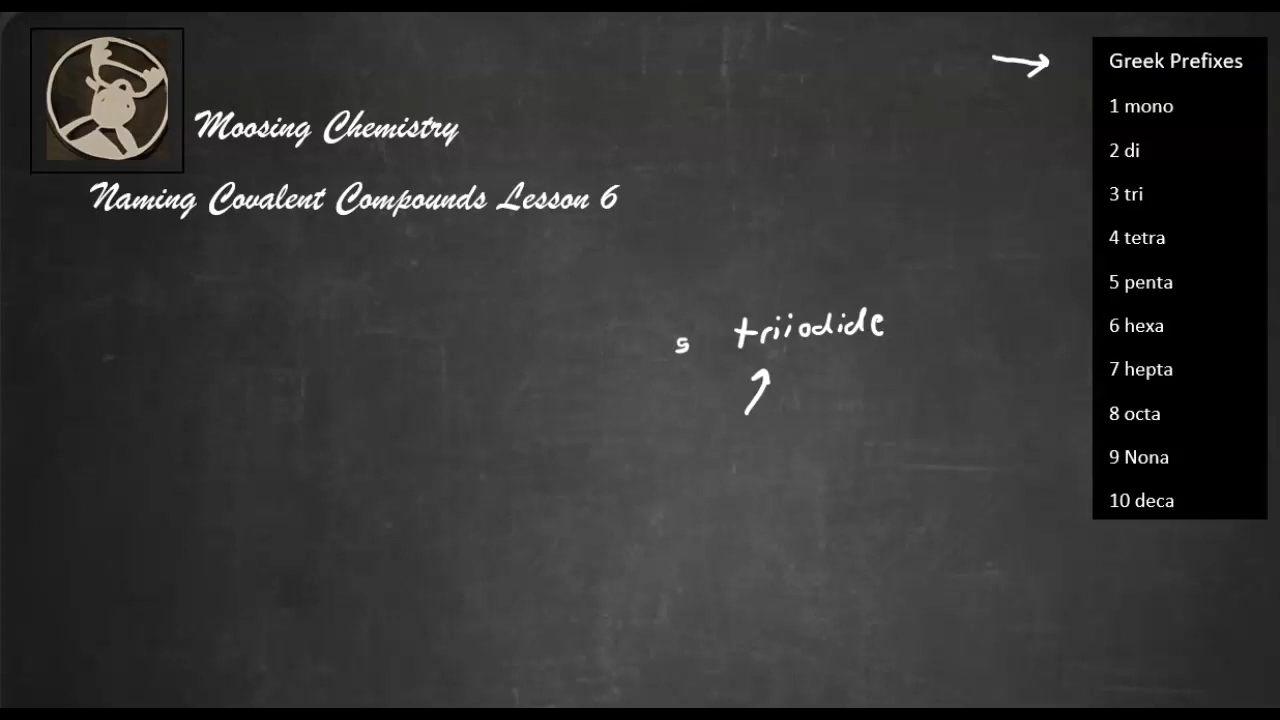 Moosing Chemistry
Naming Covalent Compounds Lesson 6
s triiodide
Greek Prefixes
1 mono
2 di
3 tri
4 tetra
5 penta
6 hexa
7 hepta
8 octa
9 Nona
10 deca